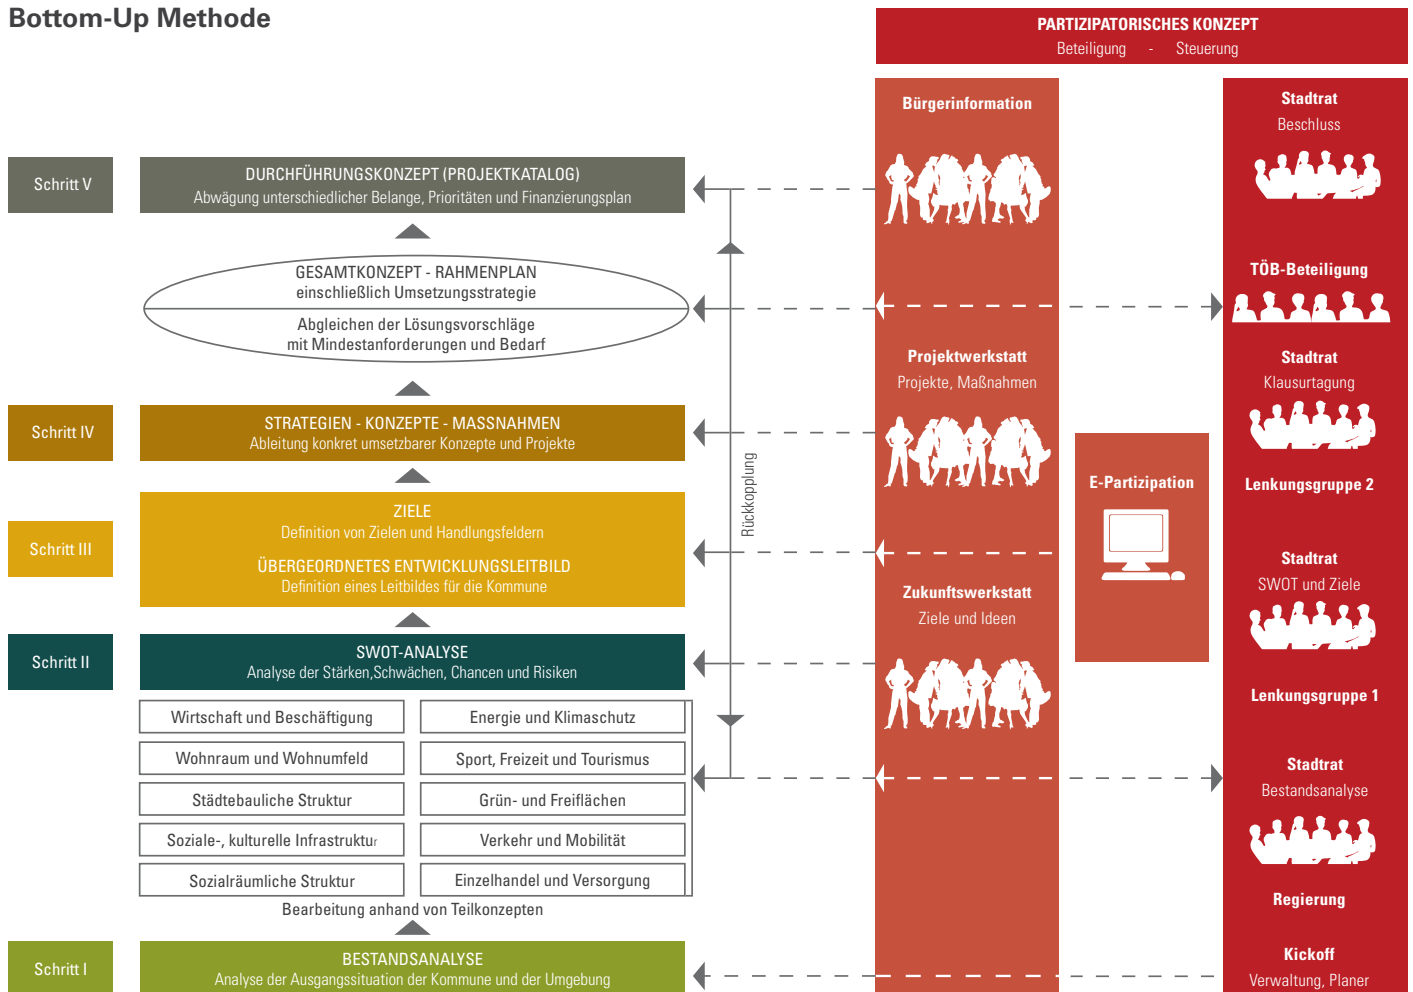 Bottom-Up Methode
PARTIZIPATORISCHES KONZEPT
Beteiligung - Steuerung
Schritt V
DURCHFÜHRUNGSKONZEPT (PROJEKTKATALOG)
Abwägung unterschiedlicher Belange, Prioritäten und Finanzierungsplan
GESAMTKONZEPT - RAHMENPLAN
einschließlich Umsetzungsstrategie
Abgleichen der Lösungsvorschläge
mit Mindestanforderungen und Bedarf
Schritt IV
STRATEGIEN - KONZEPTE - MASSNAHMEN
Ableitung konkret umsetzbarer Konzepte und Projekte
Schritt III
ZIELE
Definition von Zielen und Handlungsfeldern
ÜBERGEORDNETES ENTWICKLUNGSLEITBILD
Definition eines Leitbildes für die Kommune
Schritt II
SWOT-ANALYSE
Analyse der Stärken,Schwächen, Chancen und Risiken
Wirtschaft und Beschäftigung
Energie und Klimaschutz
Wohnraum und Wohnumfeld
Sport, Freizeit und Tourismus
Städtebauliche Struktur
Grün- und Freiflächen
Soziale-, kulturelle Infrastruktur
Verkehr und Mobilität
Sozialräumliche Struktur
Einzelhandel und Versorgung
Bearbeitung anhand von Teilkonzepten
Schritt I
BESTANDSANALYSE
Analyse der Ausgangssituation der Kommune und der Umgebung
Rückkopplung
Bürgerinformation
Projektwerkstatt
Projekte, Maßnahmen
Zukunftswerkstatt
Ziele und Ideen
E-Partizipation
Stadtrat
Beschluss
TÖB-Beteiligung
Stadtrat
Klausurtagung
Lenkungsgruppe 2
Stadtrat
SWOT und Ziele
Lenkungsgruppe 1
Stadtrat
Bestandsanalyse
Regierung
Kickoff
Verwaltung, Planer